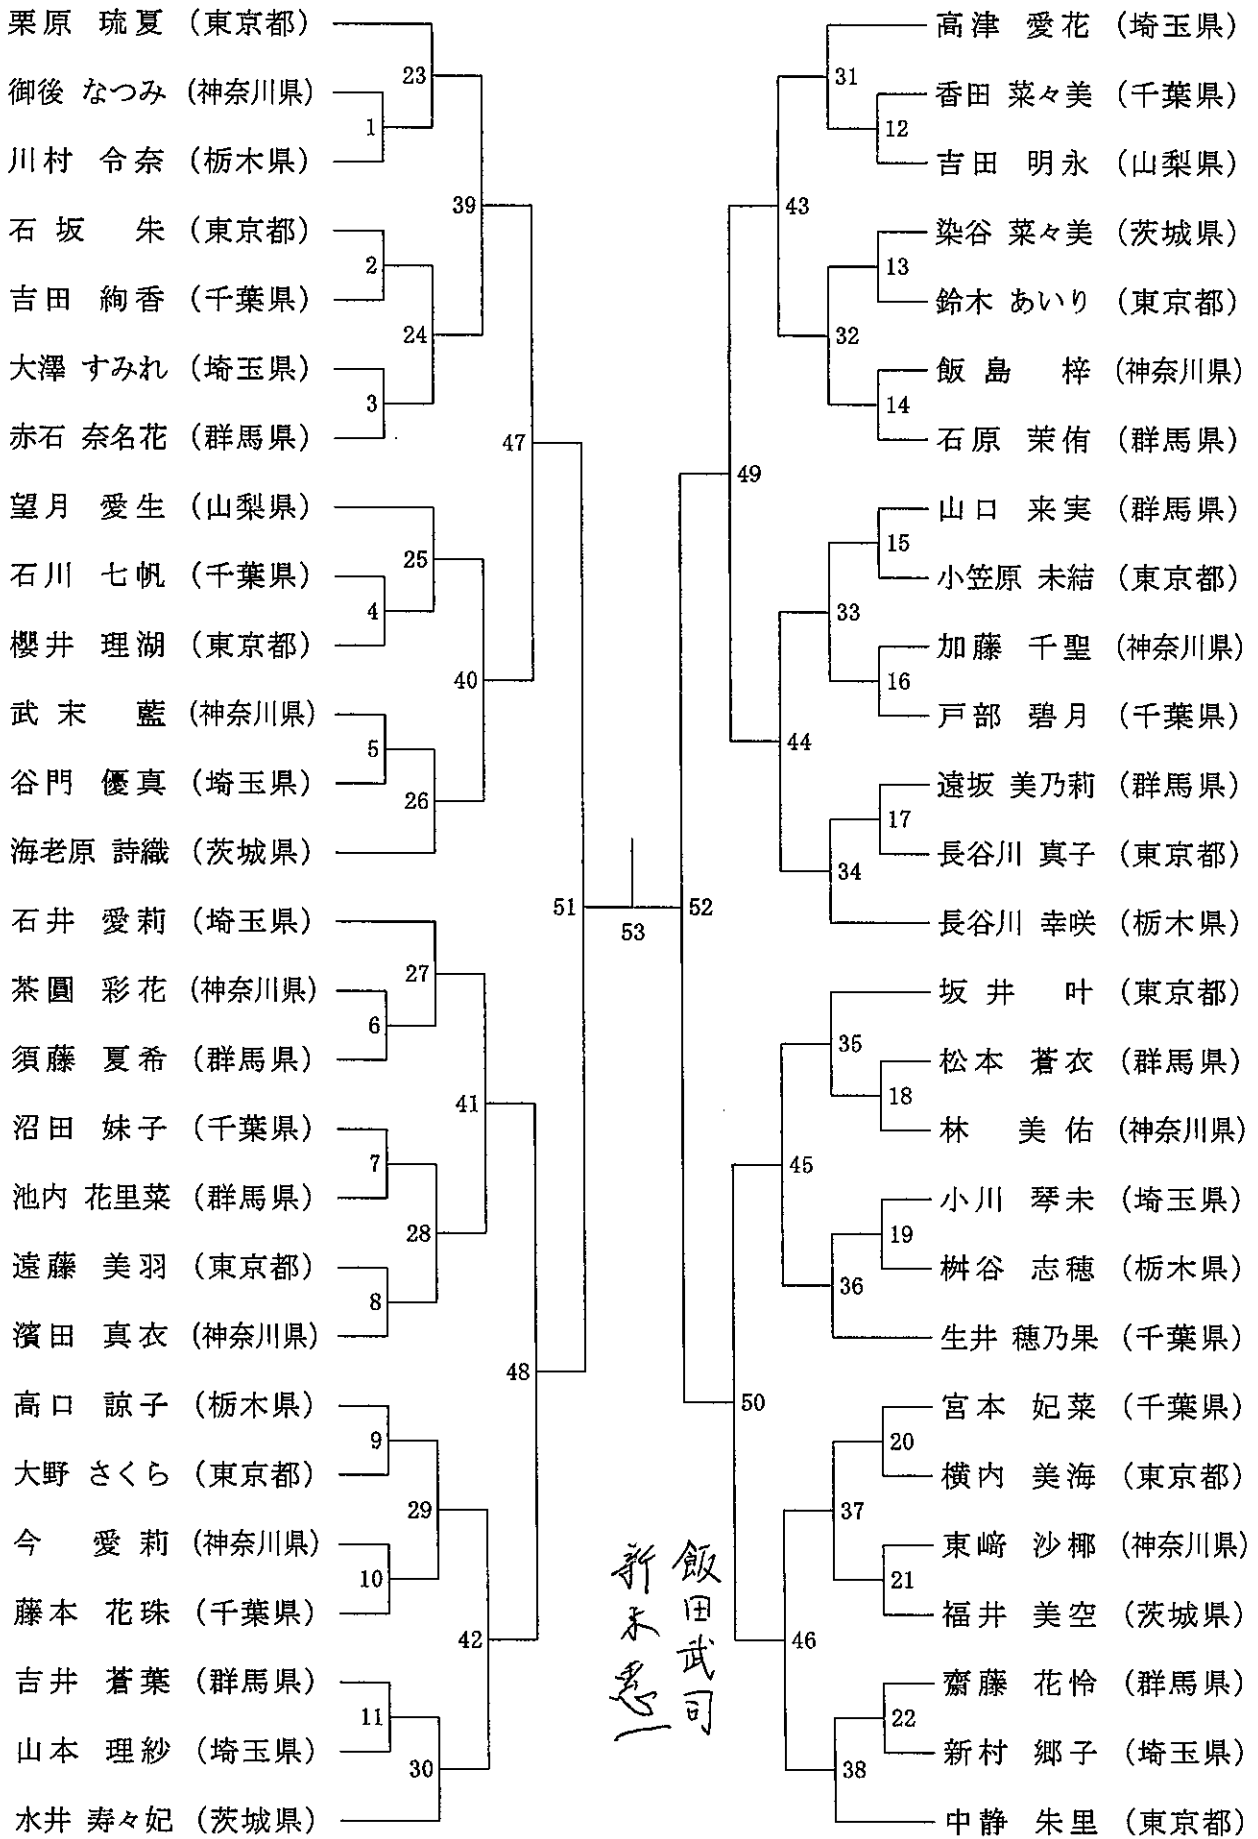 栗原 琉夏 (東京都)
御後 なつみ (神奈川県)
川村 令奈 (栃木県)
石坂 朱 (東京都)
吉田 絢香 (千葉県)
大澤 すみれ (埼玉県)
赤石 奈名花 (群馬県)
望月 愛生 (山梨県)
石川 七帆 (千葉県)
櫻井 理湖 (東京都)
武末 藍 (神奈川県)
谷門 優真 (埼玉県)
海老原 詩織 (茨城県)
石井 愛莉 (埼玉県)
茶圓 彩花 (神奈川県)
須藤 夏希 (群馬県)
沼田 妹子 (千葉県)
池内 花里菜 (群馬県)
遠藤 美羽 (東京都)
濱田 真衣 (神奈川県)
高口 諒子 (栃木県)
大野 さくら (東京都)
今 愛莉 (神奈川県)
藤本 花珠 (千葉県)
吉井 蒼葉 (群馬県)
山本 理紗 (埼玉県)
水井 寿々妃 (茨城県)
1
2
3
4
5
6
7
8
9
10
11
23
24
25
26
27
28
29
30
39
40
41
42
47
48
51
53
52
49
50
43
44
45
46
31
32
33
34
35
36
37
38
12
13
14
15
16
17
18
19
20
21
22
高津 愛花 (埼玉県)
香田 菜々美 (千葉県)
吉田 明永 (山梨県)
染谷 菜々美 (茨城県)
鈴木 あいり (東京都)
飯島 梓 (神奈川県)
石原 茉侑 (群馬県)
山口 来実 (群馬県)
小笠原 未結 (東京都)
加藤 千聖 (神奈川県)
戸部 碧月 (千葉県)
遠坂 美乃莉 (群馬県)
長谷川 真子 (東京都)
長谷川 幸咲 (栃木県)
坂井 叶 (東京都)
松本 蒼衣 (群馬県)
林 美佑 (神奈川県)
小川 琴未 (埼玉県)
桝谷 志穂 (栃木県)
生井 穂乃果 (千葉県)
宮本 妃菜 (千葉県)
横内 美海 (東京都)
東﨑 沙椰 (神奈川県)
福井 美空 (茨城県)
齋藤 花怜 (群馬県)
新村 郷子 (埼玉県)
中静 朱里 (東京都)
飯田武司